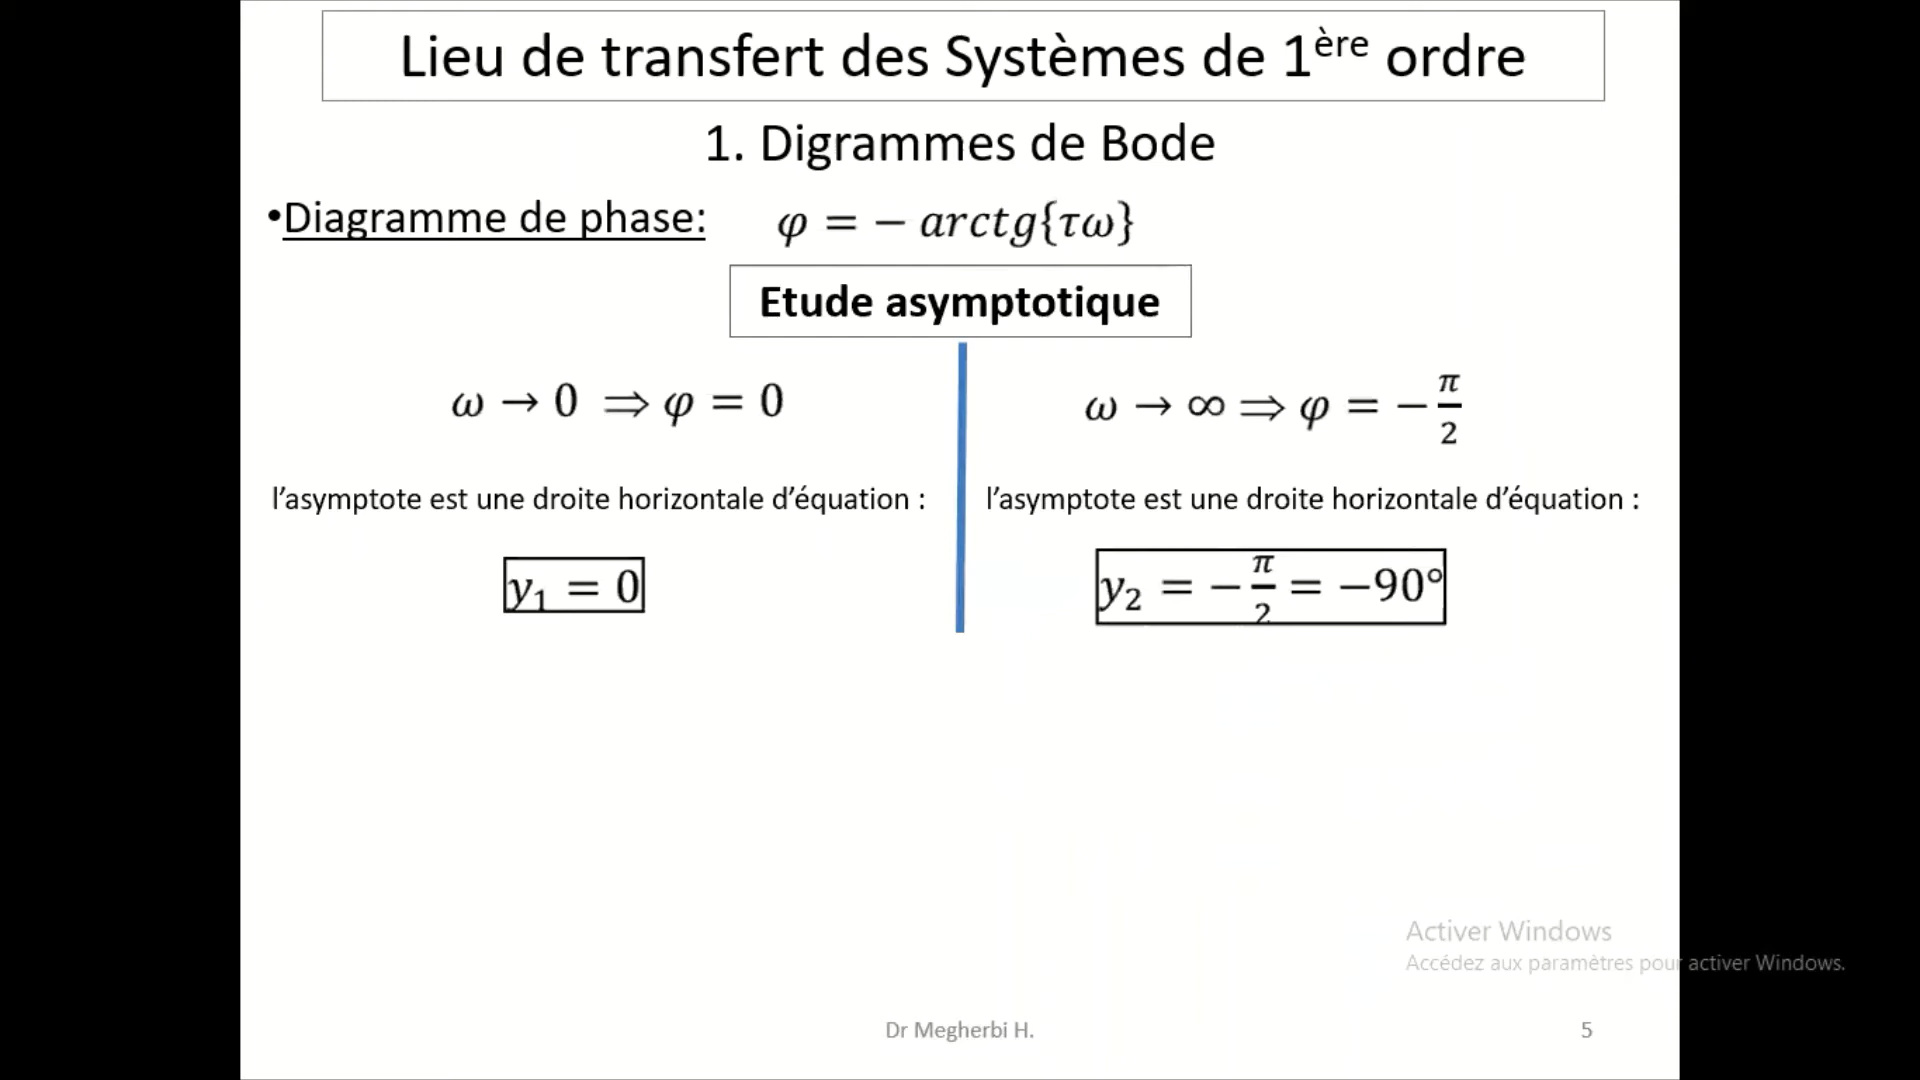 Lieu de transfert des Systèmes de 1ère ordre
1. Digrammes de Bode
•Diagramme de phase: φ = − arctg{τω}
Etude asymptotique
ω → 0 ⇒ φ = 0
ω → ∞ ⇒ φ = − π/2
l’asymptote est une droite horizontale d’équation :
l’asymptote est une droite horizontale d’équation :
y₁ = 0
y₂ = − π/2 = −90°
Activer Windows
Accédez aux paramètres pour activer Windows.
Dr Megherbi H.
5